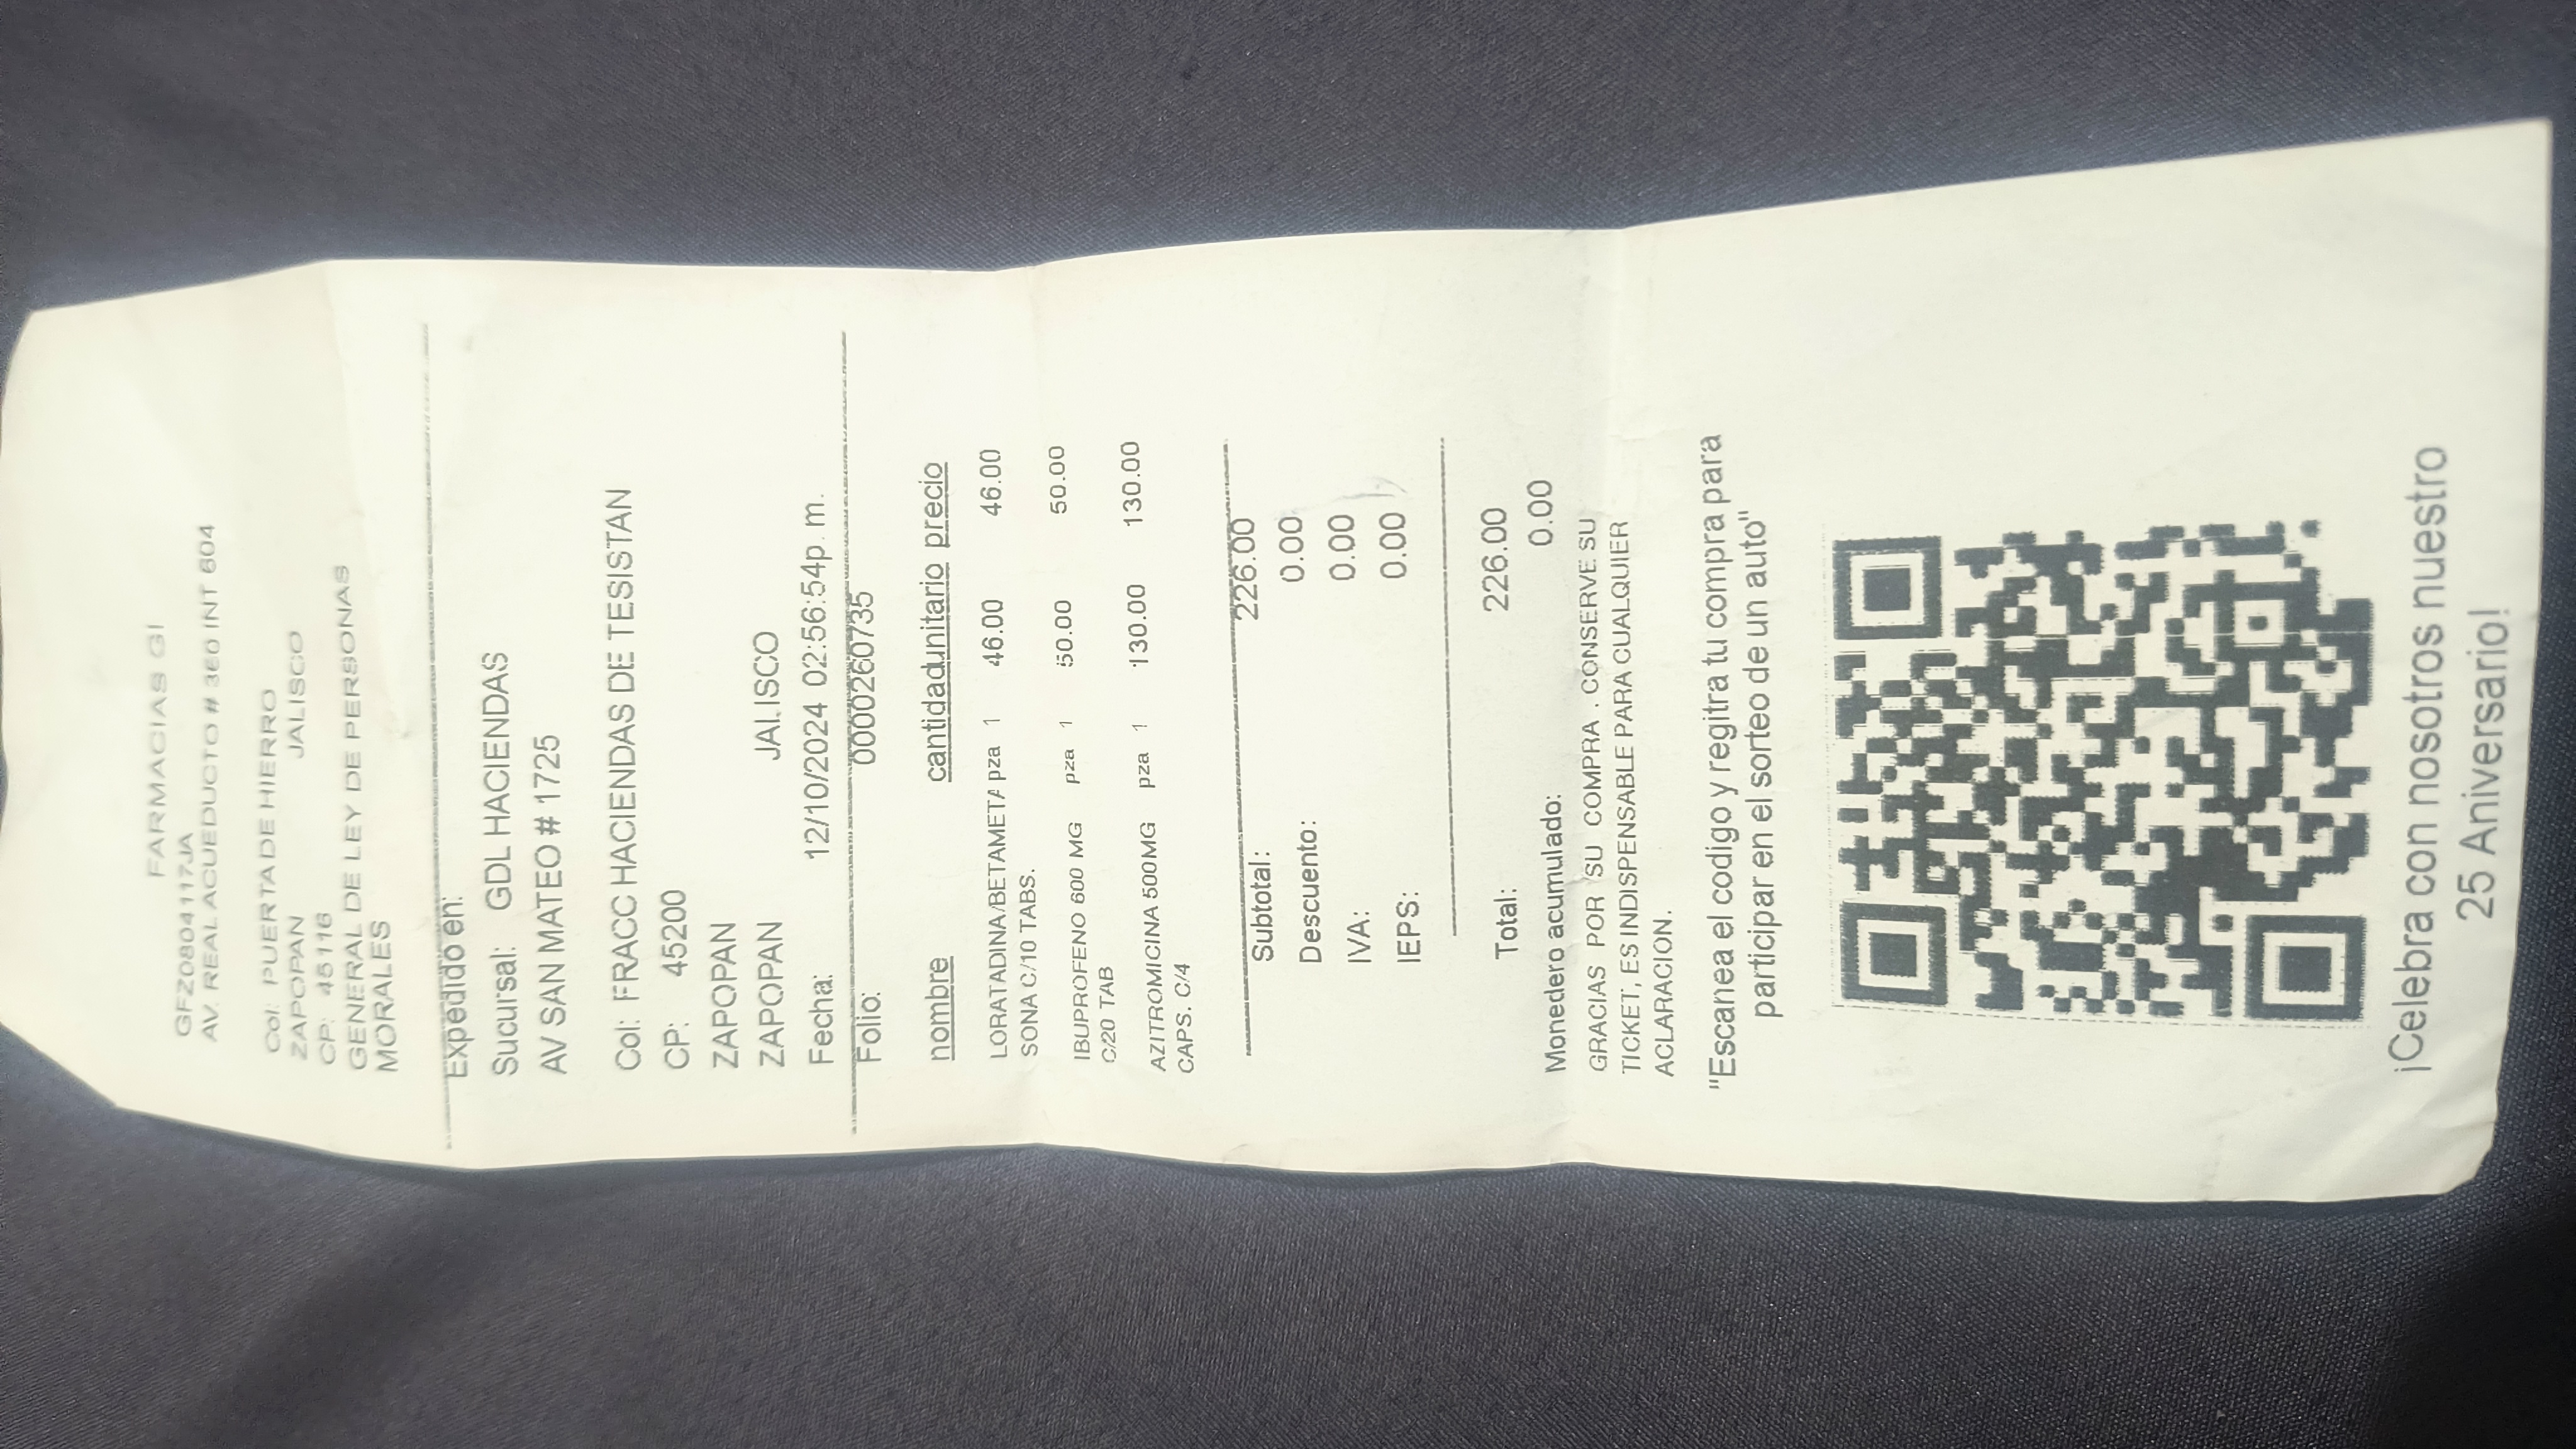 FARMACIAS GI
GFZ0804117JA
AV. REAL ACUEDUCTO # 360 INT 604
Col: PUERTA DE HIERRO
ZAPOPAN JALISCO
CP: 45116
GENERAL DE LEY DE PERSONAS
MORALES
Expedido en:
Sucursal: GDL HACIENDAS
AV SAN MATEO # 1725
Col: FRACC HACIENDAS DE TESISTAN
CP: 45200
ZAPOPAN
ZAPOPAN JALISCO
Fecha: 12/10/2024 02:56:54p. m.
Folio: 0000260735
nombre cantidadunitario precio
LORATADINA/BETAMETA pza 1 46.00 46.00
SONA C/10 TABS.
IBUPROFENO 600 MG pza 1 50.00 50.00
C/20 TAB
AZITROMICINA 500MG pza 1 130.00 130.00
CAPS. C/4
Subtotal: 226.00
Descuento: 0.00
IVA: 0.00
IEPS: 0.00
Total: 226.00
Monedero acumulado: 0.00
GRACIAS POR SU COMPRA . CONSERVE SU
TICKET, ES INDISPENSABLE PARA CUALQUIER
ACLARACION.
"Escanea el codigo y regitra tu compra para
participar en el sorteo de un auto"
¡Celebra con nosotros nuestro
25 Aniversario!